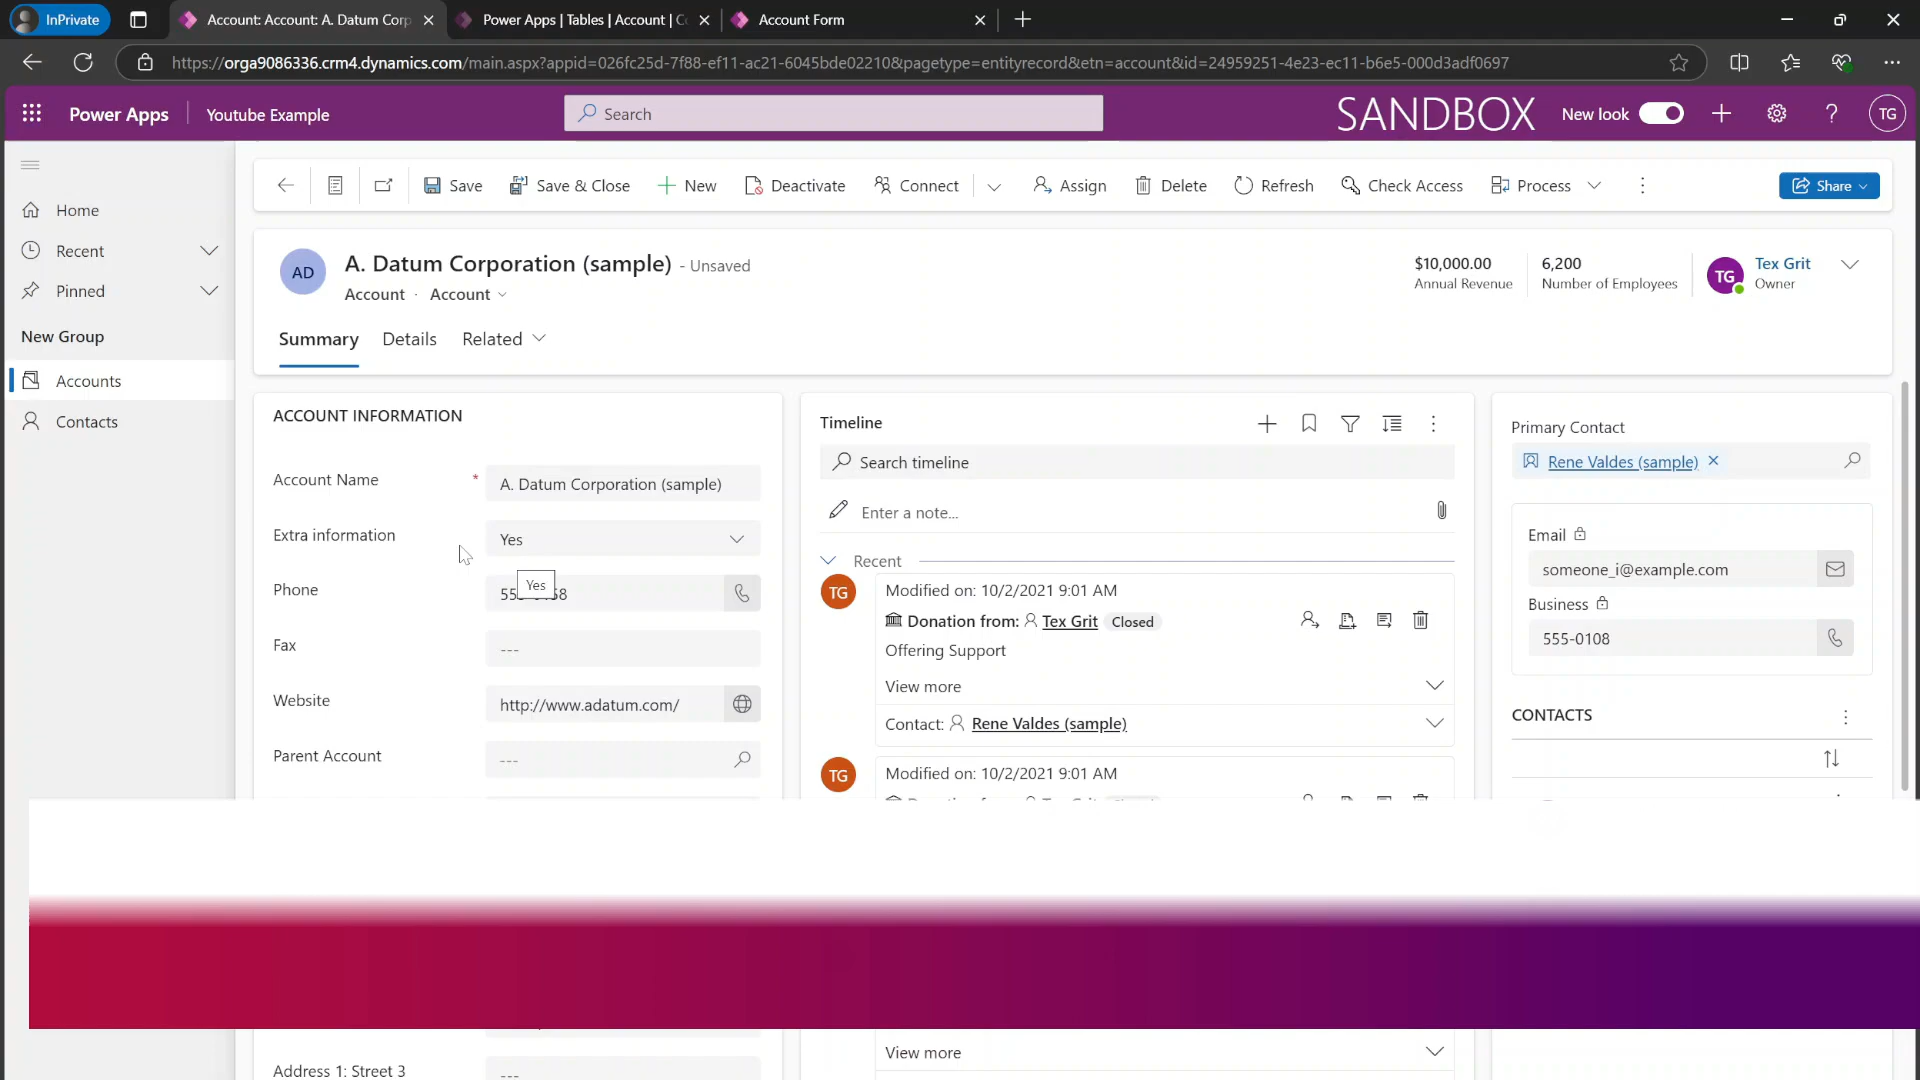 InPrivate
Account: Account: A. Datum Corp
Power Apps | Tables | Account | C
Account Form
https://orga9086336.crm4.dynamics.com/main.aspx?appid=026fc25d-7f88-ef11-ac21-6045bde02210&pagetype=entityrecord&etn=account&id=24959251-4e23-ec11-b6e5-000d3adf0697
Power Apps
Youtube Example
Search
SANDBOX
New look
TG
Save
Save & Close
New
Deactivate
Connect
Assign
Delete
Refresh
Check Access
Process
Share
Home
Recent
Pinned
New Group
Accounts
Contacts
AD
A. Datum Corporation (sample) - Unsaved
Account · Account
$10,000.00
Annual Revenue
6,200
Number of Employees
TG
Tex Grit
Owner
Summary
Details
Related
ACCOUNT INFORMATION
Account Name * A. Datum Corporation (sample)
Extra information Yes
Yes
Phone
Fax ---
Website http://www.adatum.com/
Parent Account ---
Address 1: Street 3 ---
Timeline
Search timeline
Enter a note...
Recent
TG
Modified on: 10/2/2021 9:01 AM
Donation from: Tex Grit Closed
Offering Support
View more
Contact: Rene Valdes (sample)
TG
Modified on: 10/2/2021 9:01 AM
View more
Primary Contact
Rene Valdes (sample)
Email
someone_i@example.com
Business
555-0108
CONTACTS